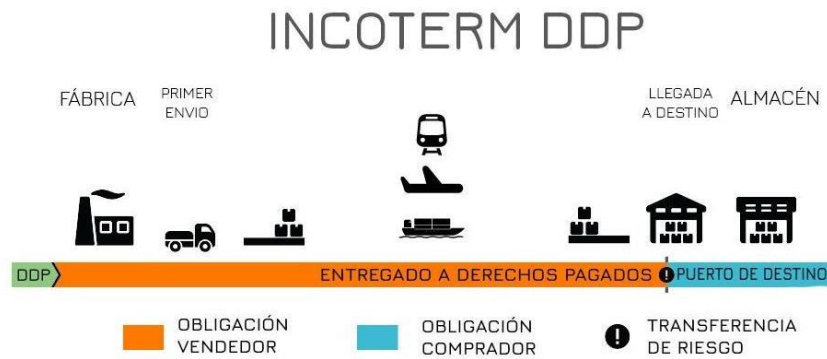 INCOTERM DDP
FÁBRICA
PRIMER
ENVIO
LLEGADA
A DESTINO
ALMACÉN
DDP
ENTREGADO A DERECHOS PAGADOS
PUERTO DE DESTINO
OBLIGACIÓN
VENDEDOR
OBLIGACIÓN
COMPRADOR
TRANSFERENCIA
DE RIESGO